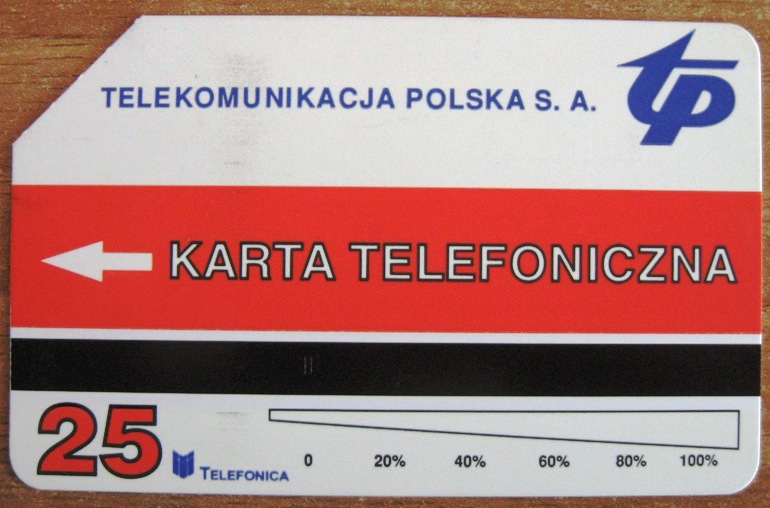 TELEKOMUNIKACJA POLSKA S. A.
tp
KARTA TELEFONICZNA
25
TELEFONICA
0 20% 40% 60% 80% 100%